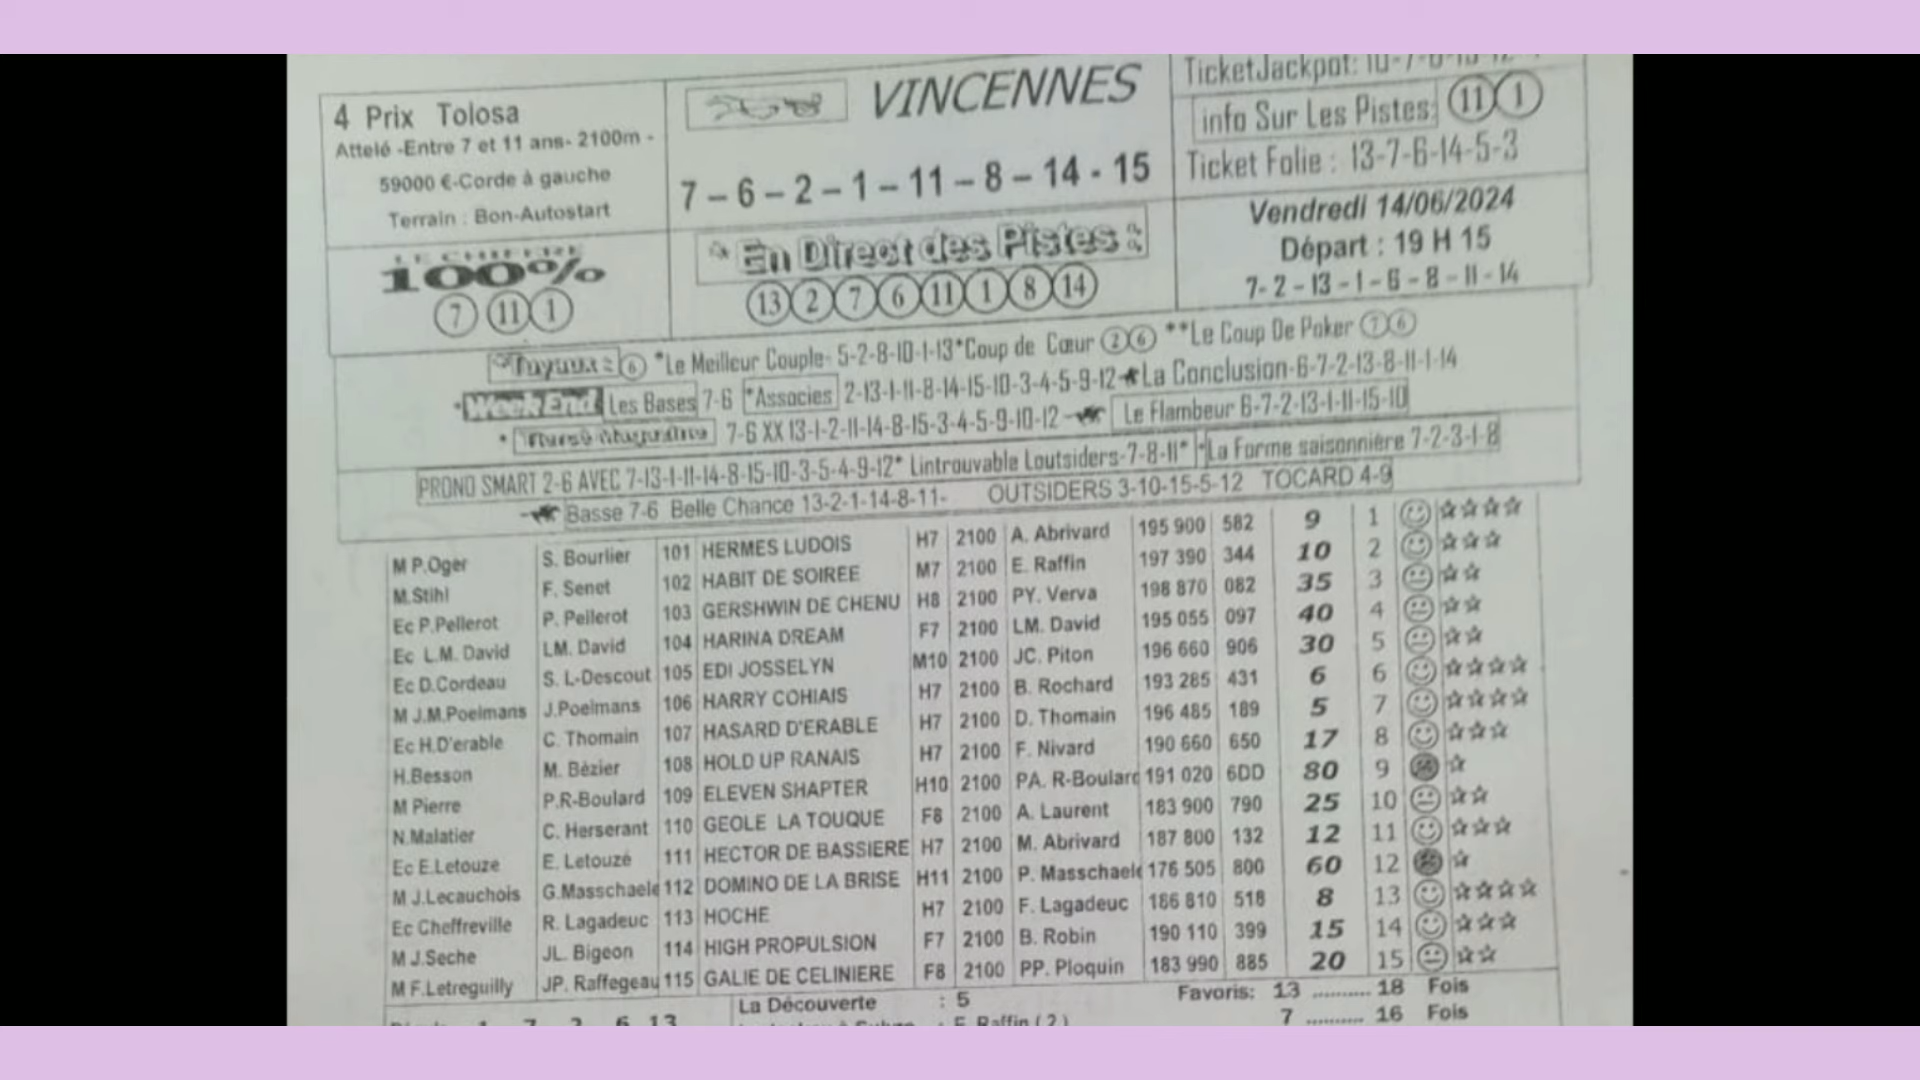 4 Prix Tolosa
Attelé -Entre 7 et 11 ans- 2100m -
59000 €-Corde à gauche
Terrain : Bon-Autostart
VINCENNES
7 – 6 – 2 – 1 – 11 – 8 – 14 - 15
TicketJackpot:
info Sur Les Pistes: 11 1
Ticket Folie : 13-7-6-14-5-3
LE CHIFFRE
100%
7 11 1
En Direct des Pistes :
13 2 7 6 11 1 8 14
Vendredi 14/06/2024
Départ : 19 H 15
7- 2 - 13 - 1 - 6 - 8 - 11 - 14
Tuyaux : 6 *Le Meilleur Couple- 5-2-8-10-1-13*Coup de Cœur 2 6 **Le Coup De Poker 7 6
Week End Les Bases 7-6 *Associes 2-13-1-11-8-14-15-10-3-4-5-9-12 La Conclusion-6-7-2-13-8-11-1-14
7-6 XX 13-1-2-11-14-8-15-3-4-5-9-10-12 Le Flambeur 6-7-2-13-1-11-15-10
PRONO SMART 2-6 AVEC 7-13-1-11-14-8-15-10-3-5-4-9-12* Lintrouvable Loutsiders-7-8-11* La Forme saisonnière 7-2-3-1-8
Basse 7-6 Belle Chance 13-2-1-14-8-11- OUTSIDERS 3-10-15-5-12 TOCARD 4-9
M P.Oger S. Bourlier 101 HERMES LUDOIS H7 2100 A. Abrivard 195 900 582 9 1
M.Stihl F. Senet 102 HABIT DE SOIREE M7 2100 E. Raffin 197 390 344 10 2
Ec P.Pellerot P. Pellerot 103 GERSHWIN DE CHENU H8 2100 PY. Verva 198 870 082 35 3
Ec L.M. David LM. David 104 HARINA DREAM F7 2100 LM. David 195 055 097 40 4
Ec D.Cordeau S. L-Descout 105 EDI JOSSELYN M10 2100 JC. Piton 196 660 906 30 5
M J.M.Poelmans J.Poelmans 106 HARRY COHIAIS H7 2100 B. Rochard 193 285 431 6 6
Ec H.D'erable C. Thomain 107 HASARD D'ERABLE H7 2100 D. Thomain 196 485 189 5 7
H.Besson M. Bézier 108 HOLD UP RANAIS H7 2100 F. Nivard 190 660 650 17 8
M Pierre P.R-Boulard 109 ELEVEN SHAPTER H10 2100 PA. R-Boulard 191 020 6DD 80 9
N.Malatier C. Herserant 110 GEOLE LA TOUQUE F8 2100 A. Laurent 183 900 790 25 10
Ec E.Letouze E. Letouzé 111 HECTOR DE BASSIERE H7 2100 M. Abrivard 187 800 132 12 11
M J.Lecauchois G.Masschaele 112 DOMINO DE LA BRISE H11 2100 P. Masschaele 176 505 800 60 12
Ec Cheffreville R. Lagadeuc 113 HOCHE H7 2100 F. Lagadeuc 186 810 518 8 13
M J.Seche JL. Bigeon 114 HIGH PROPULSION F7 2100 B. Robin 190 110 399 15 14
M F.Letreguilly JP. Raffegeau 115 GALIE DE CELINIERE F8 2100 PP. Ploquin 183 990 885 20 15
La Découverte : 5 Favoris: 13 .......... 18 Fois
E. Raffin ( 2 ) 7 .......... 16 Fois